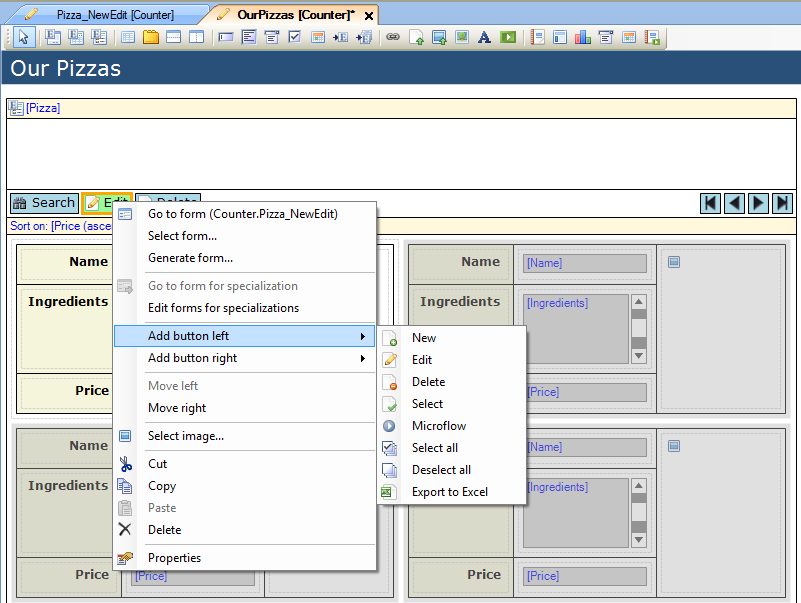 Pizza_NewEdit [Counter]
OurPizzas [Counter]*
Our Pizzas
[Pizza]
Search
Edit
Delete
Sort on: [Price (asce
Go to form (Counter.Pizza_NewEdit)
Select form...
Generate form...
Go to form for specialization
Edit forms for specializations
Add button left
Add button right
Move left
Move right
Select image...
Cut
Copy
Paste
Delete
Properties
New
Edit
Delete
Select
Microflow
Select all
Deselect all
Export to Excel
Name
Ingredients
Price
Name
[Name]
Ingredients
[Ingredients]
Price
[Price]
Name
Ingredients
Price
[Price]
[Name]
[Ingredients]
Price
[Price]